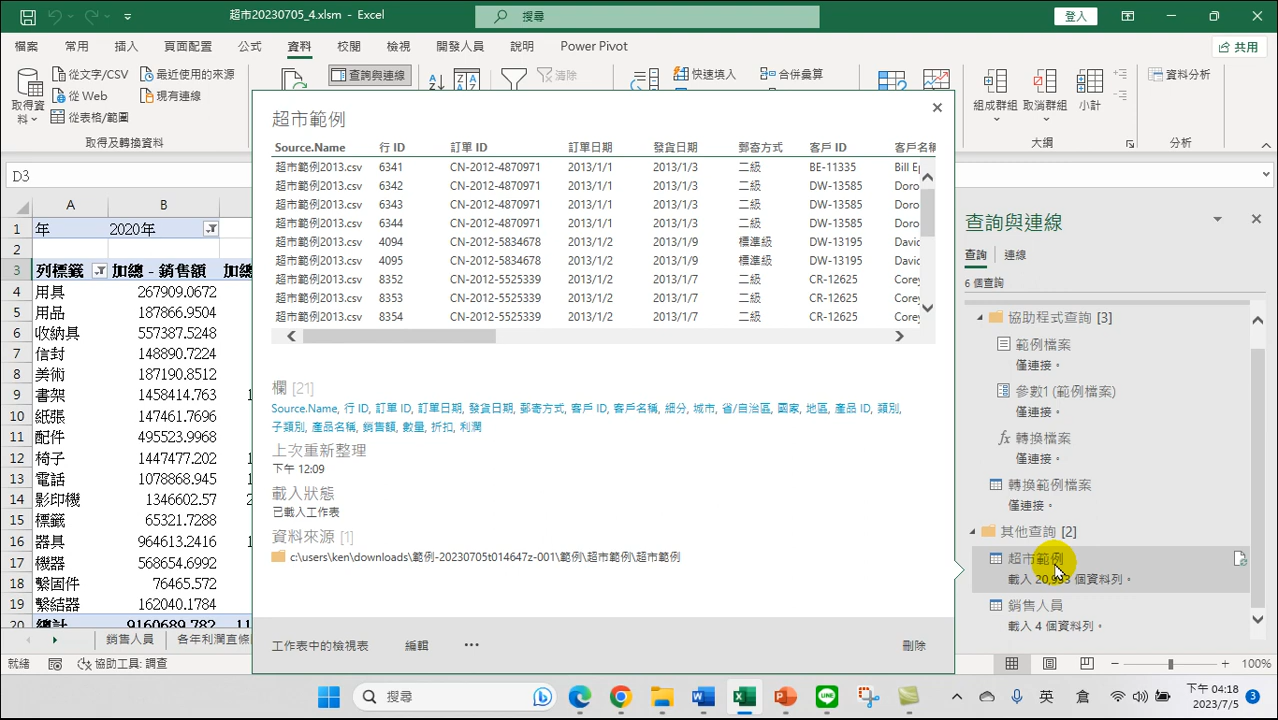 超市20230705_4.xlsm - Excel
搜尋
登入
檔案 常用 插入 頁面配置 公式 資料 校閱 檢視 開發人員 說明 Power Pivot
共用
從文字/CSV 最近使用的來源
查詢與連線
清除
快速填入 合併彙算
資料分析
從 Web 現有連線
取得資料
從表格/範圍
組成群組 取消群組 小計
取得及轉換資料
大綱
分析
D3
A B
1 年 2020年
2
3 列標籤 加總 - 銷售額
4 用具 267909.0672
5 用品 187866.9504
6 收納具 557387.5248
7 信封 148890.7224
8 美術 187190.8512
9 書架 1458414.763
10 紙張 147461.7696
11 配件 495523.9968
12 椅子 1447477.202
13 電話 1078868.945
14 影印機 1346602.57
15 標籤 65321.7288
16 器具 964613.2416
17 機器 568654.6992
18 繫固件 76465.572
19 繫結器 162040.1784
20 總計 9160689.782
超市範例
Source.Name 行 ID 訂單 ID 訂單日期 發貨日期 郵寄方式 客戶 ID 客戶名稱
超市範例2013.csv 6341 CN-2012-4870971 2013/1/1 2013/1/3 二級 BE-11335 Bill
超市範例2013.csv 6342 CN-2012-4870971 2013/1/1 2013/1/3 二級 DW-13585 Doro
超市範例2013.csv 6343 CN-2012-4870971 2013/1/1 2013/1/3 二級 DW-13585 Doro
超市範例2013.csv 6344 CN-2012-4870971 2013/1/1 2013/1/3 二級 DW-13585 Doro
超市範例2013.csv 4094 CN-2012-5834678 2013/1/2 2013/1/9 標準級 DW-13195 David
超市範例2013.csv 4095 CN-2012-5834678 2013/1/2 2013/1/9 標準級 DW-13195 David
超市範例2013.csv 8352 CN-2012-5525339 2013/1/2 2013/1/7 二級 CR-12625 Corey
超市範例2013.csv 8353 CN-2012-5525339 2013/1/2 2013/1/7 二級 CR-12625 Corey
超市範例2013.csv 8354 CN-2012-5525339 2013/1/2 2013/1/7 二級 CR-12625 Corey
欄 [21]
Source.Name, 行 ID, 訂單 ID, 訂單日期, 發貨日期, 郵寄方式, 客戶 ID, 客戶名稱, 細分, 城市, 省/自治區, 國家, 地區, 產品 ID, 類別,
子類別, 產品名稱, 銷售額, 數量, 折扣, 利潤
上次重新整理
下午 12:09
載入狀態
已載入工作表
資料來源 [1]
c:\users\ken\downloads\範例-20230705t014647z-001\範例\超市範例\超市範例
工作表中的檢視表 編輯 ••• 刪除
查詢與連線
查詢 連線
6 個查詢
協助程式查詢 [3]
範例檔案
僅連接。
參數1 (範例檔案)
僅連接。
fx 轉換檔案
僅連接。
轉換範例檔案
僅連接。
其他查詢 [2]
超市範例
載入 20,993 個資料列。
銷售人員
載入 4 個資料列。
銷售人員
就緒 協助工具: 調查
100%
搜尋
英 倉
下午 04:18
2023/7/5
3